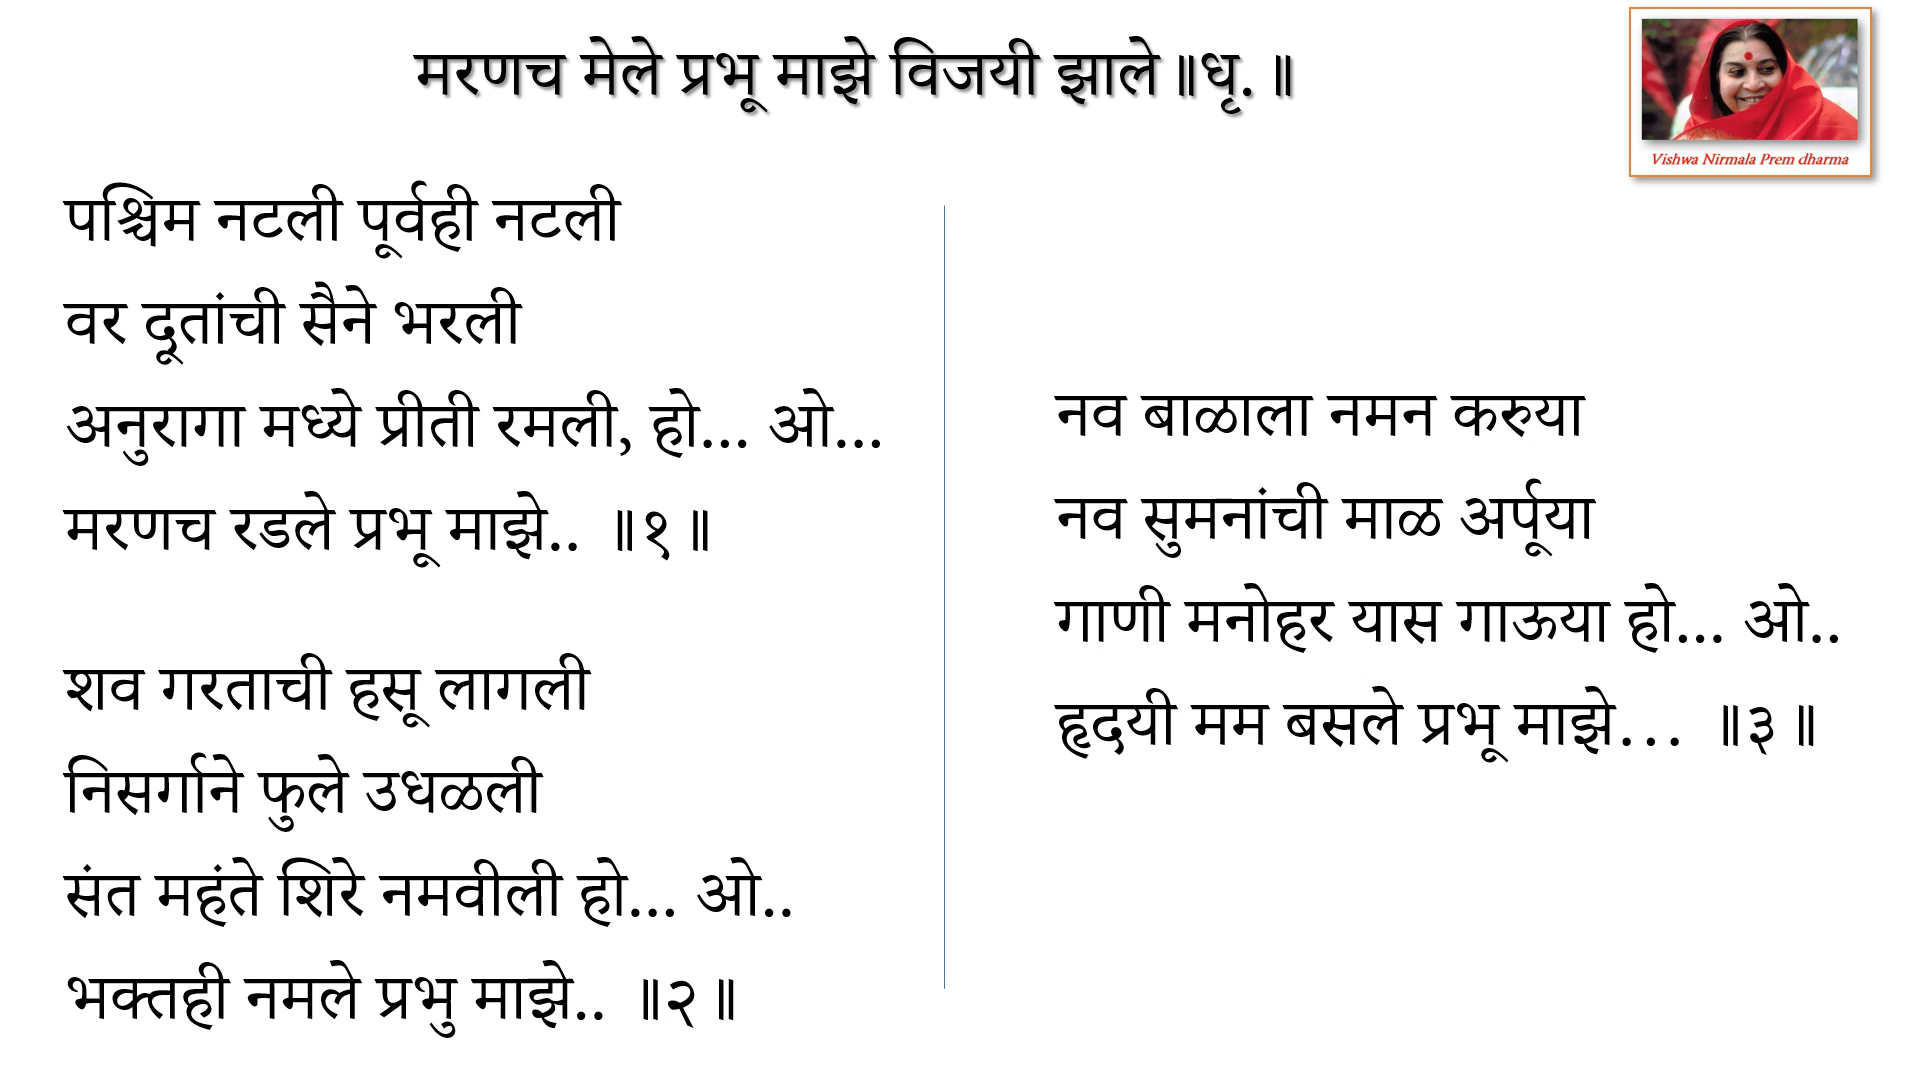 मरणच मेले प्रभू माझे विजयी झाले॥धृ.॥
Vishwa Nirmala Prem dharma
पश्चिम नटली पूर्वही नटली
वर दूतांची सैने भरली
अनुरागा मध्ये प्रीती रमली, हो... ओ...
मरणच रडले प्रभू माझे.. ॥१॥
शव गरताची हसू लागली
निसर्गाने फुले उधळली
संत महंते शिरे नमवीली हो... ओ..
भक्तही नमले प्रभु माझे.. ॥२॥
नव बाळाला नमन करुया
नव सुमनांची माळ अर्पूया
गाणी मनोहर यास गाऊया हो... ओ..
हृदयी मम बसले प्रभू माझे... ॥३॥